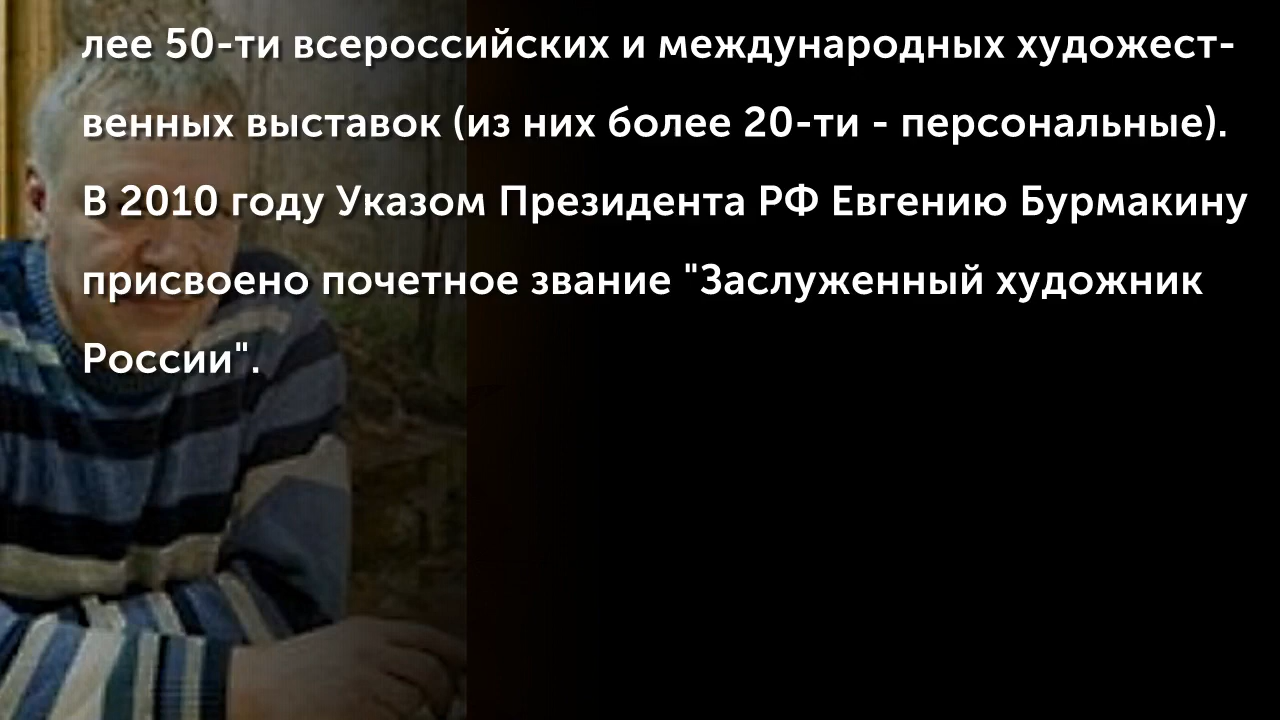 лее 50-ти всероссийских и международных художест-
венных выставок (из них более 20-ти - персональные).
В 2010 году Указом Президента РФ Евгению Бурмакину
присвоено почетное звание "Заслуженный художник
России".